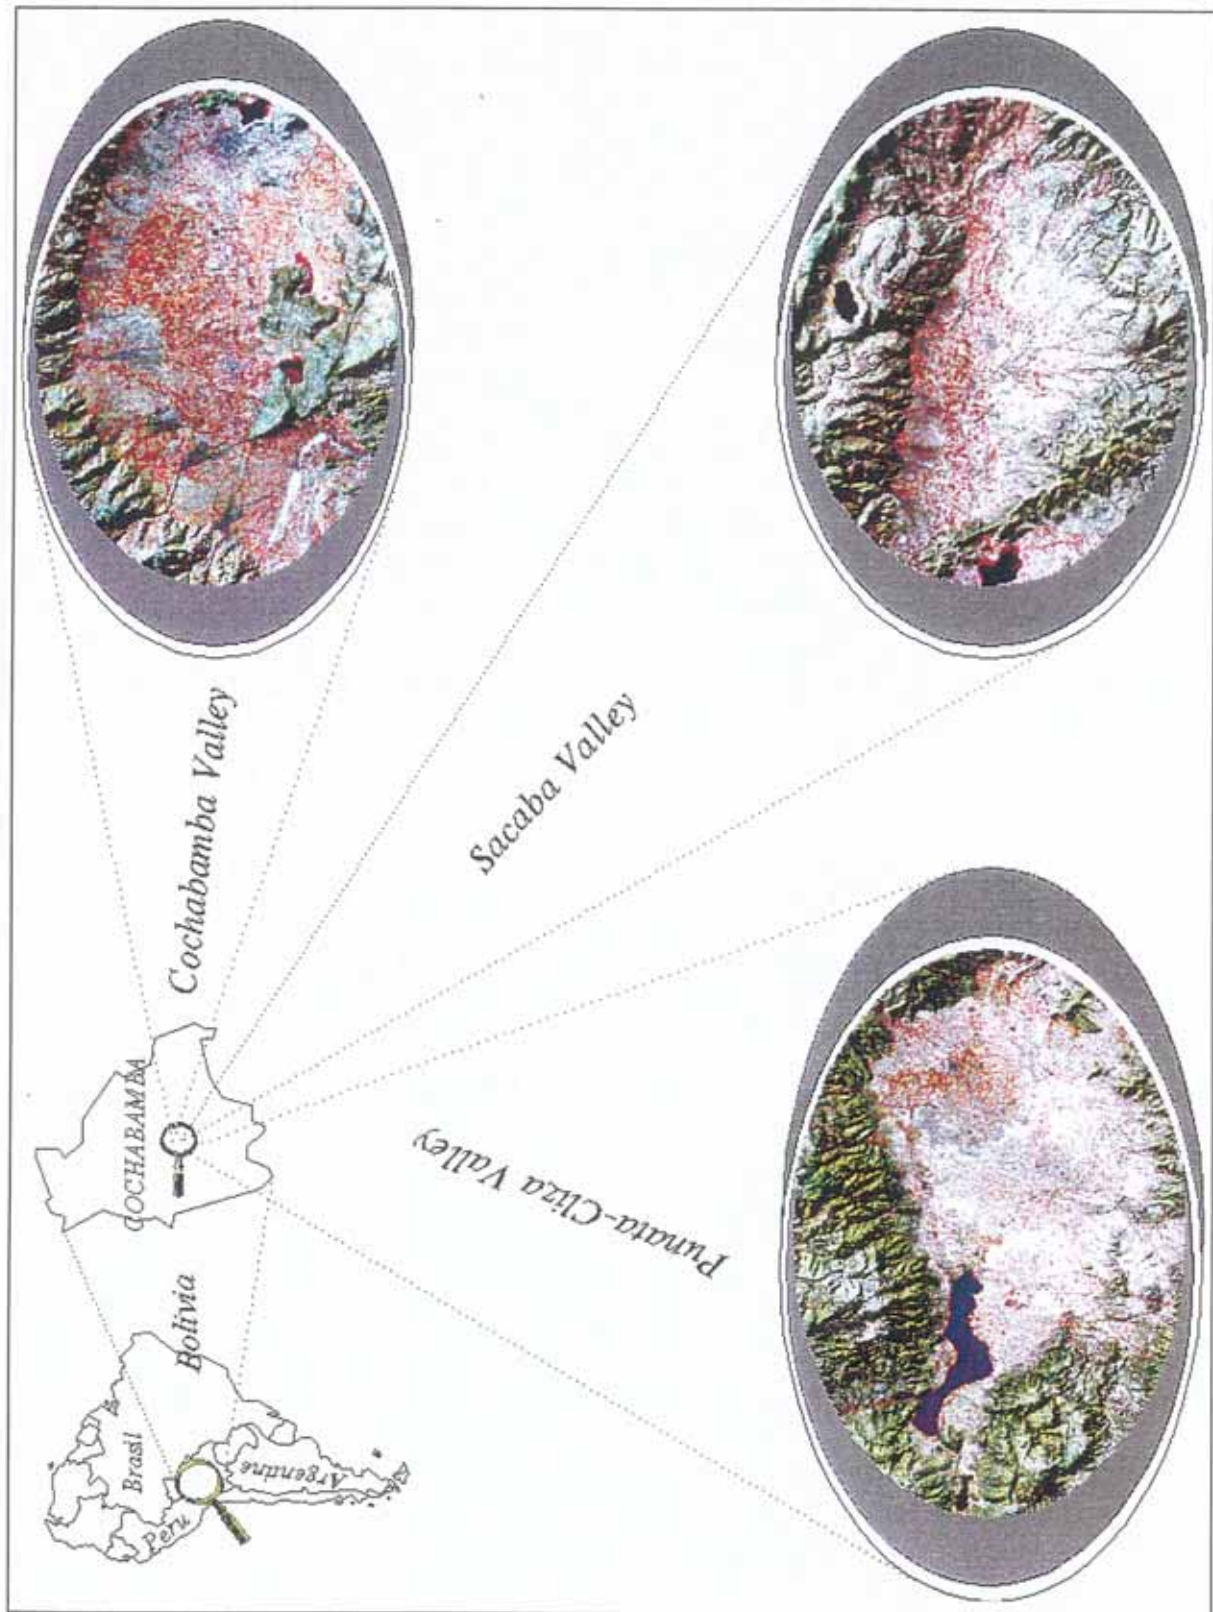 Cochabamba Valley
Sacaba Valley
Punata-Cliza Valley
COCHABAMBA
Bolivia
Brasil
Peru
Argentine